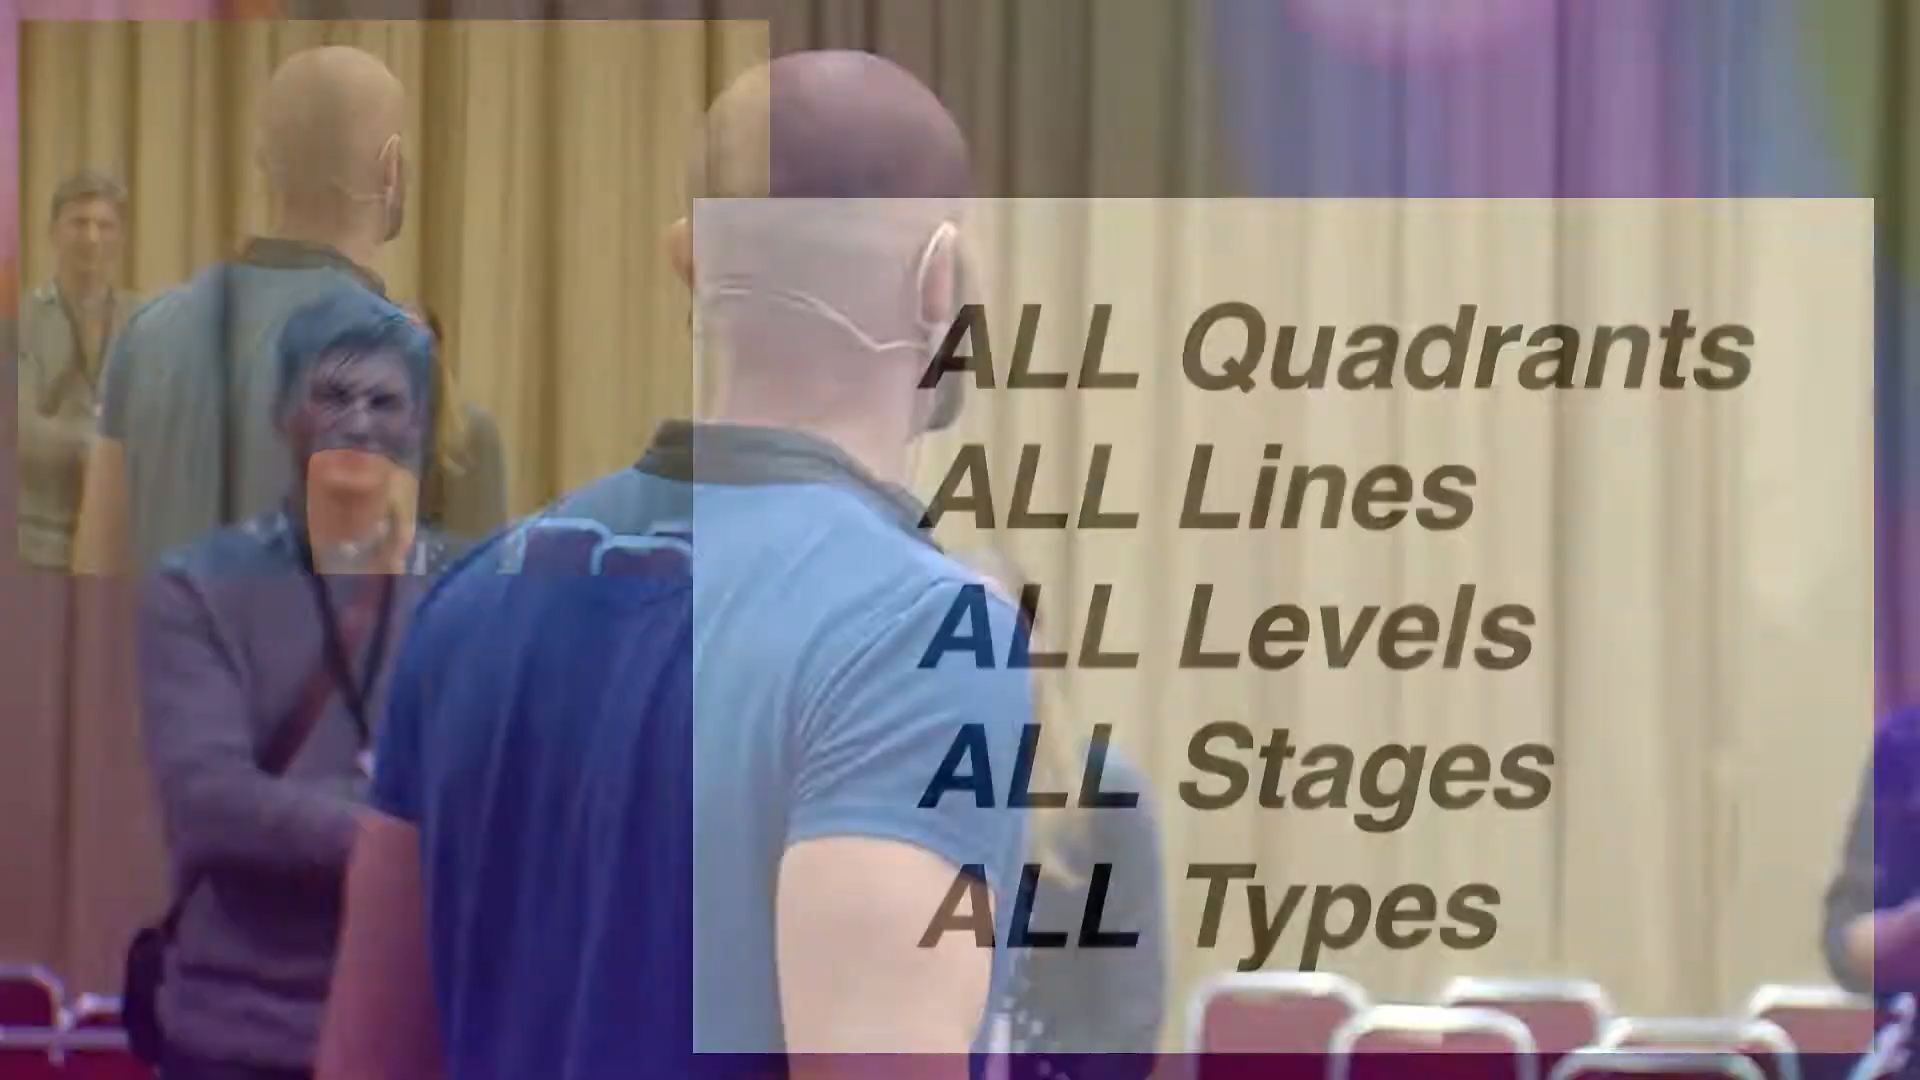 ALL Quadrants
ALL Lines
ALL Levels
ALL Stages
ALL Types